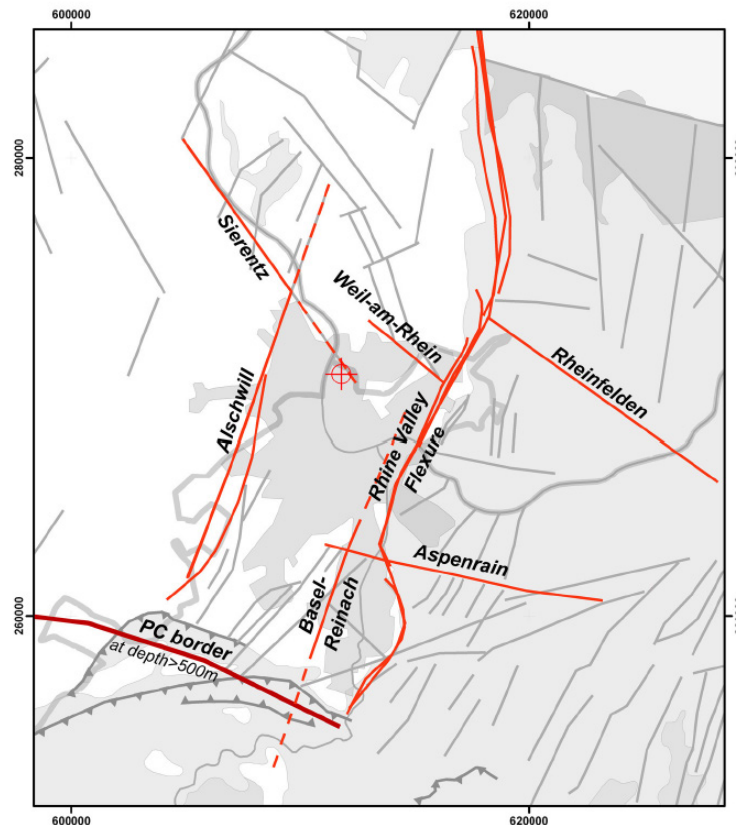 600000
620000
280000
Sierentz
Weil-am-Rhein
Alschwill
Rheinfelden
Rhine Valley
Flexure
Aspenrain
Basel-
Reinach
260000
PC border
at depth>500m
600000
620000